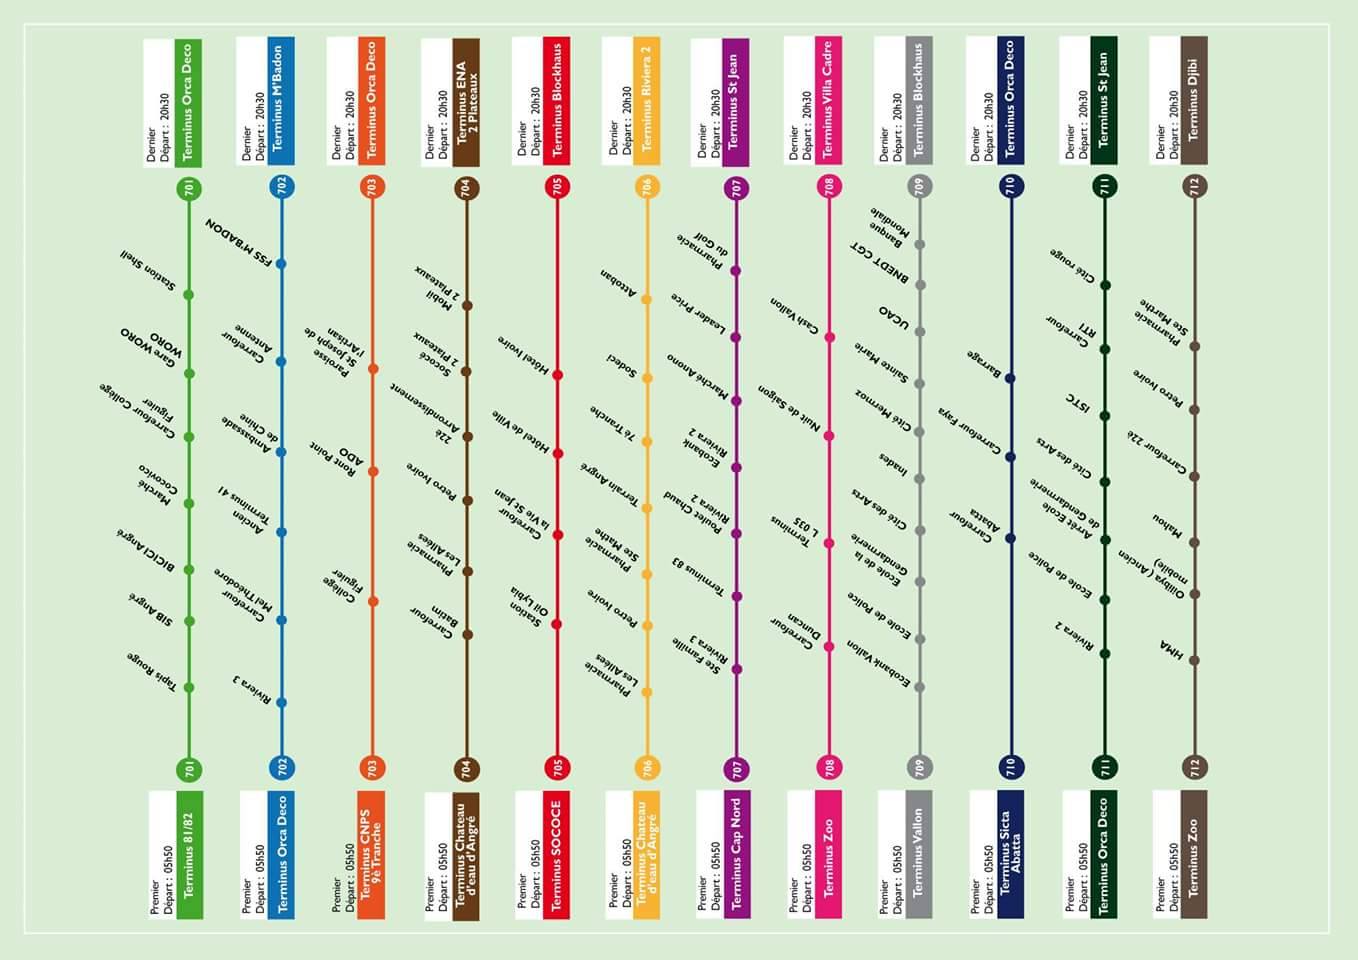 Dernier
Départ : 20h30
Terminus Orca Deco
701
Station Shell
Gare WORO
WORO
Carrefour Collège
Figuier
Marché
Cocovico
BICICI Angré
SIB Angré
Tapis Rouge
701
Premier
Départ : 05h50
Terminus 81/82
Dernier
Départ : 20h30
Terminus M'Badon
702
FSS M'BADON
Carrefour
Antenne
Ambassade
de Chine
Ancien
Terminus 41
Carrefour
Mel Théodore
Riviera 3
702
Premier
Départ : 05h50
Terminus Orca Deco
Dernier
Départ : 20h30
Terminus Orca Deco
703
Paroisse
St Joseph de
l'Artisan
Ront Point
ADO
Collège
Figuier
703
Premier
Départ : 05h50
Terminus CNPS
9è Tranche
Dernier
Départ : 20h30
Terminus ENA
2 Plateaux
704
Mobil
2 Plateaux
Sococé
2 Plateaux
22è
Arrondissement
Petro Ivoire
Pharmacie
Les Allées
Carrefour
Batim
704
Premier
Départ : 05h50
Terminus Chateau
d'eau d'Angré
Dernier
Départ : 20h30
Terminus Blockhaus
705
Hôtel Ivoire
Hôtel de Ville
Carrefour
la Vie St Jean
Station
Oil Lybia
705
Premier
Départ : 05h50
Terminus SOCOCE
Dernier
Départ : 20h30
Terminus Riviera 2
706
Attoban
Sodeci
7è Tranche
Terrain Angré
Pharmacie
Ste Mathe
Petro Ivoire
Pharmacie
Les Allées
706
Premier
Départ : 05h50
Terminus Chateau
d'eau d'Angré
Dernier
Départ : 20h30
Terminus St Jean
707
Pharmacie
du Golf
Leader Price
Marché Anono
Ecobank
Riviera 2
Poulet Chaud
Riviera 2
Terminus 83
Ste Famille
Riviera 3
707
Premier
Départ : 05h50
Terminus Cap Nord
Dernier
Départ : 20h30
Terminus Villa Cadre
708
Cash Vallon
Nuit de Saigon
Terminus
L 035
Carrefour
Duncan
708
Premier
Départ : 05h50
Terminus Zoo
Dernier
Départ : 20h30
Terminus Blockhaus
709
Banque
Mondiale
BNEDT CGT
UCAO
Sainte Marie
Cité Mermoz
Inades
Cité des Arts
Ecole de la
Gendarmerie
Ecole de Police
Ecobank Vallon
709
Premier
Départ : 05h50
Terminus Vallon
Dernier
Départ : 20h30
Terminus Orca Deco
710
Barrage
Carrefour Faya
Carrefour
Abatta
710
Premier
Départ : 05h50
Terminus Sicta
Abatta
Dernier
Départ : 20h30
Terminus St Jean
711
Cité rouge
Carrefour
RTI
ISTC
Cité des Arts
Arrêt Ecole
de Gendarmerie
Ecole de Police
Riviera 2
711
Premier
Départ : 05h50
Terminus Orca Deco
Dernier
Départ : 20h30
Terminus Djibi
712
Pharmacie
Ste Marthe
Petro Ivoire
Carrefour 22è
Mahou
Oilibya (Ancien
mobile)
HMA
712
Premier
Départ : 05h50
Terminus Zoo